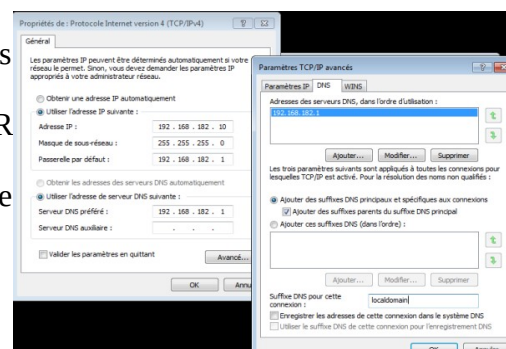 s
R
e
Propriétés de : Protocole Internet version 4 (TCP/IPv4)
Général
Les paramètres IP peuvent être déterminés automatiquement si votre
réseau le permet. Sinon, vous devez demander les paramètres IP
appropriés à votre administrateur réseau.
Obtenir une adresse IP automatiquement
Utiliser l'adresse IP suivante :
Adresse IP : 192 . 168 . 182 . 10
Masque de sous-réseau : 255 . 255 . 255 . 0
Passerelle par défaut : 192 . 168 . 182 . 1
Obtenir les adresses des serveurs DNS automatiquement
Utiliser l'adresse de serveur DNS suivante :
Serveur DNS préféré : 192 . 168 . 182 . 1
Serveur DNS auxiliaire : . . .
Valider les paramètres en quittant
Avancé...
OK Annu
Paramètres TCP/IP avancés
Paramètres IP DNS WINS
Adresses des serveurs DNS, dans l'ordre d'utilisation :
192.168.182.1
Ajouter... Modifier... Supprimer
Les trois paramètres suivants sont appliqués à toutes les connexions pour
lesquelles TCP/IP est activé. Pour la résolution des noms non qualifiés :
Ajouter des suffixes DNS principaux et spécifiques aux connexions
Ajouter des suffixes parents du suffixe DNS principal
Ajouter ces suffixes DNS (dans l'ordre) :
Ajouter... Modifier... Supprimer
Suffixe DNS pour cette
connexion : localdomain
Enregistrer les adresses de cette connexion dans le système DNS
Utiliser le suffixe DNS de cette connexion pour l'enregistrement DNS
OK Annuler